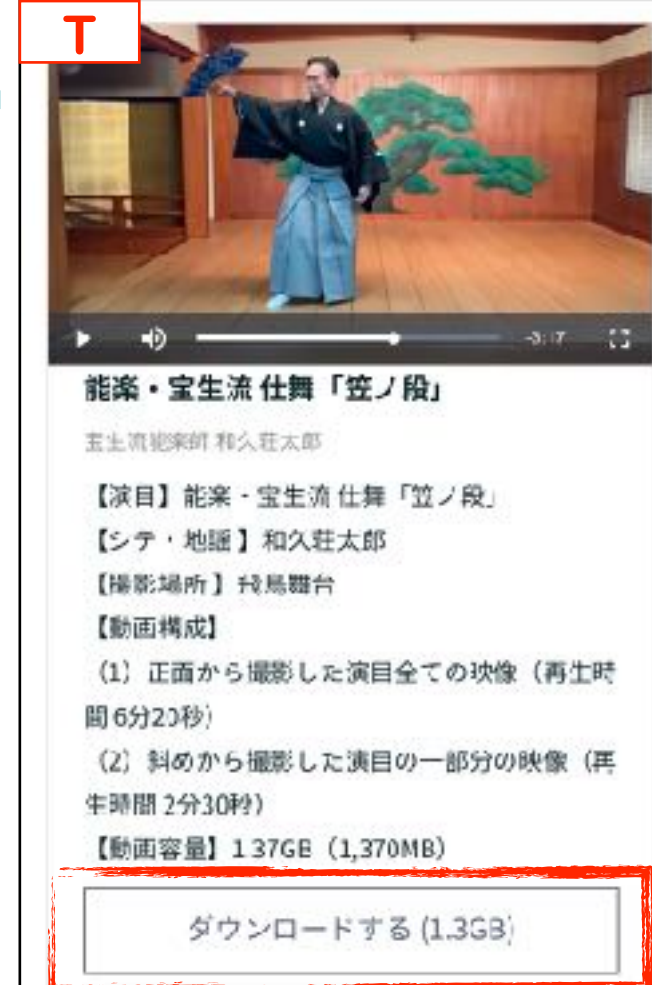 T
-3:17
能楽・宝生流 仕舞「笠ノ段」
宝生流能楽師 和久荘太郎
【演目】能楽・宝生流 仕舞「笠ノ段」
【シテ・地謡】和久荘太郎
【撮影場所】飛鳥舞台
【動画構成】
（1）正面から撮影した演目全ての映像（再生時
間 6分20秒）
（2）斜めから撮影した演目の一部分の映像（再
生時間 2分30秒）
【動画容量】1.37GB（1,370MB）
ダウンロードする (1.3GB)